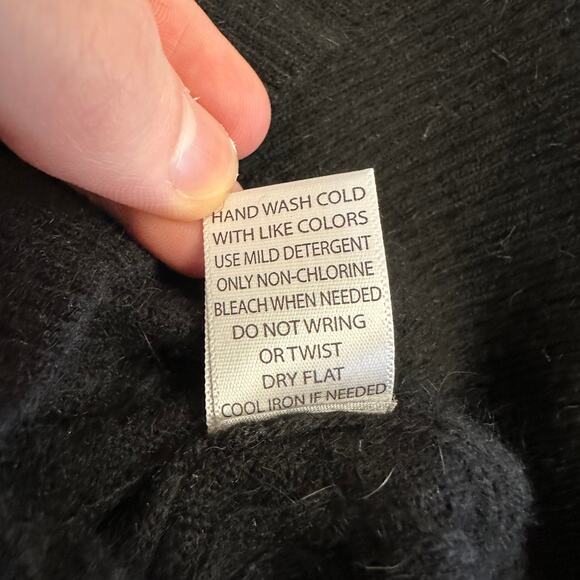 HAND WASH COLD
WITH LIKE COLORS
USE MILD DETERGENT
ONLY NON-CHLORINE
BLEACH WHEN NEEDED
DO NOT WRING
OR TWIST
DRY FLAT
COOL IRON IF NEEDED